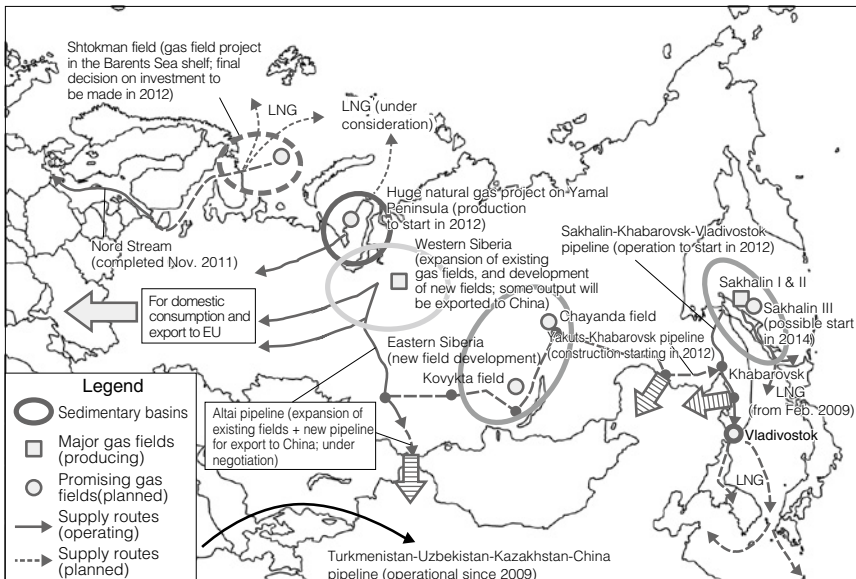 Shtokman field (gas field project
in the Barents Sea shelf; final
decision on investment to
be made in 2012)
LNG
LNG (under
consideration)
Huge natural gas project on Yamal
Peninsula (production
to start in 2012)
Nord Stream
(completed Nov. 2011)
Western Siberia
(expansion of existing
gas fields, and development
of new fields; some output will
be exported to China)
Sakhalin-Khabarovsk-Vladivostok
pipeline (operation to start in 2012)
Sakhalin I & II
Sakhalin III
(possible start
in 2014)
For domestic
consumption and
export to EU
Chayanda field
Eastern Siberia
(new field development)
Yakuts-Khabarovsk pipeline
(construction starting in 2012)
Kovykta field
Khabarovsk
LNG
(from Feb. 2009)
Vladivostok
LNG
Altai pipeline (expansion of
existing fields + new pipeline
for export to China; under
negotiation)
Legend
Sedimentary basins
Major gas fields
(producing)
Promising gas
fields(planned)
Supply routes
(operating)
Supply routes
(planned)
Turkmenistan-Uzbekistan-Kazakhstan-China
pipeline (operational since 2009)